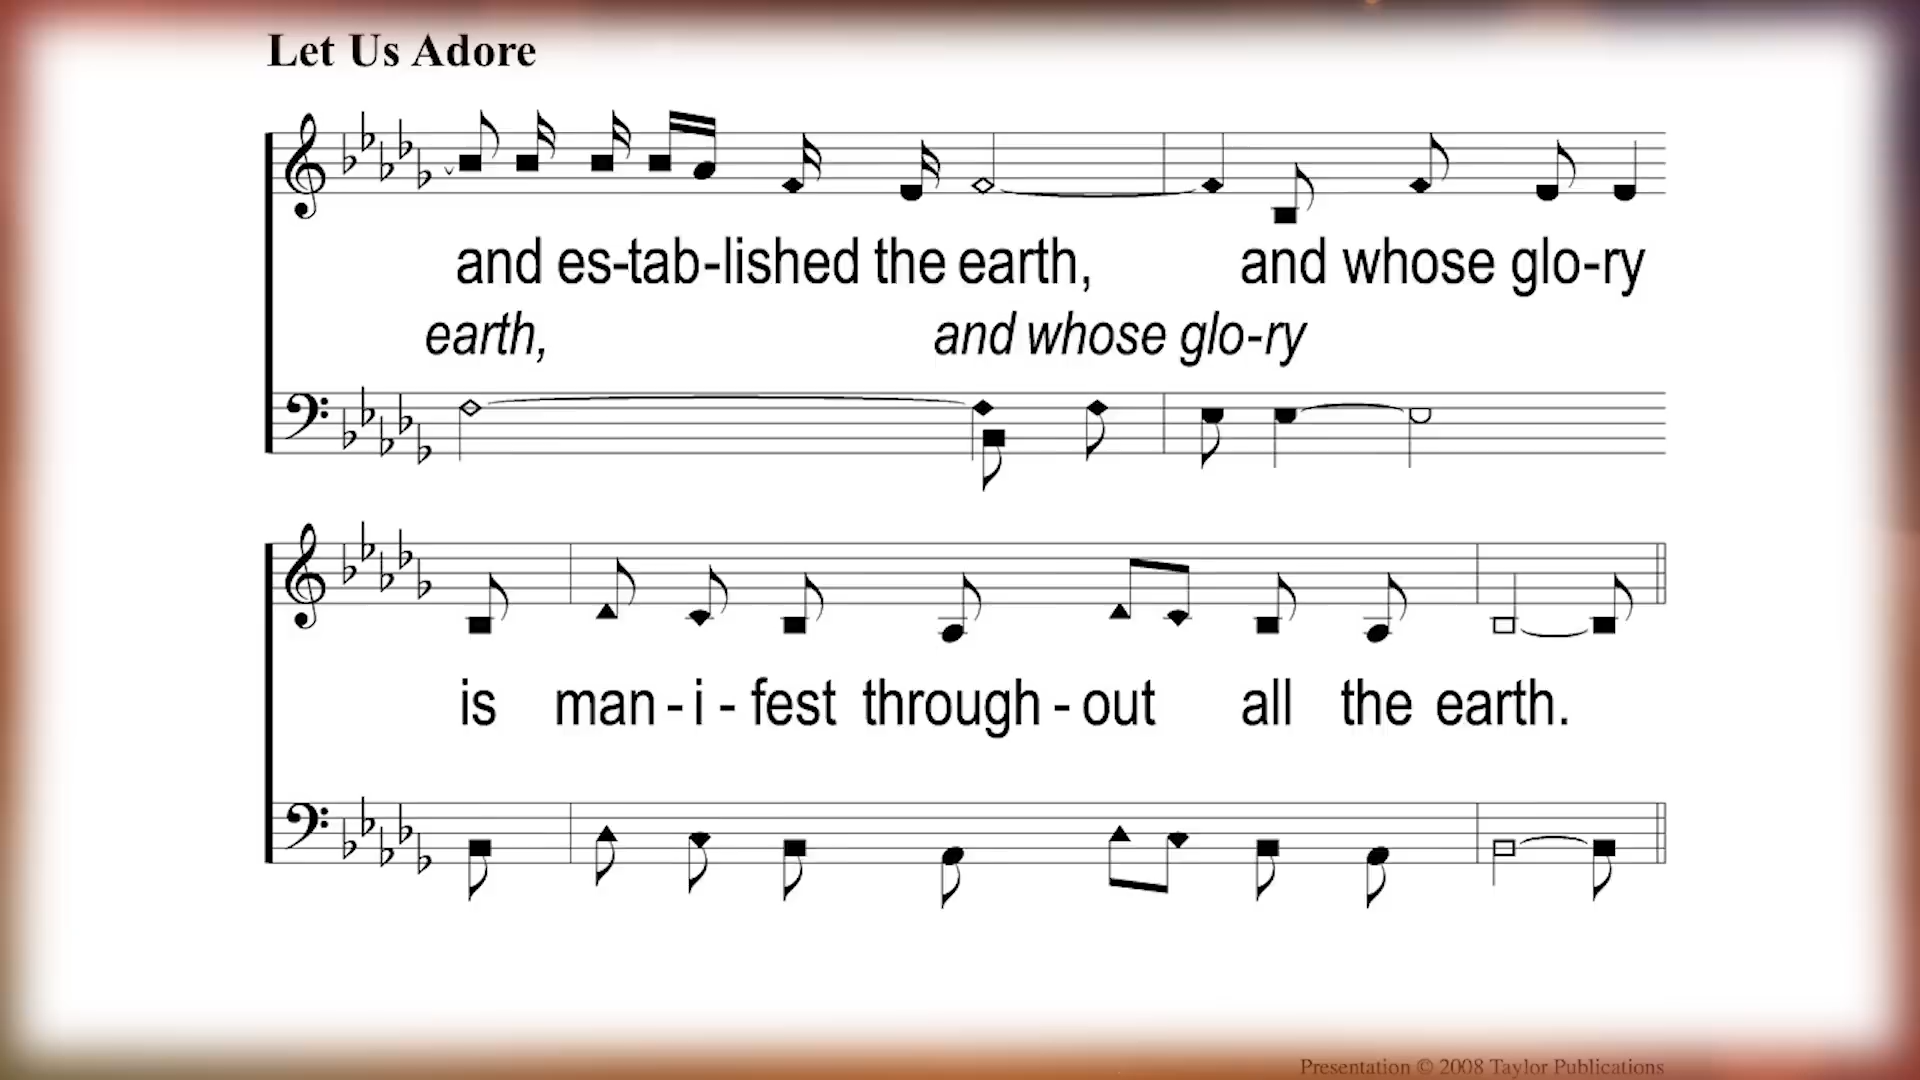 Let Us Adore
and es-tab-lished the earth, and whose glo-ry
earth, and whose glo-ry
is man-i-fest through-out all the earth.
Presentation © 2008 Taylor Publications